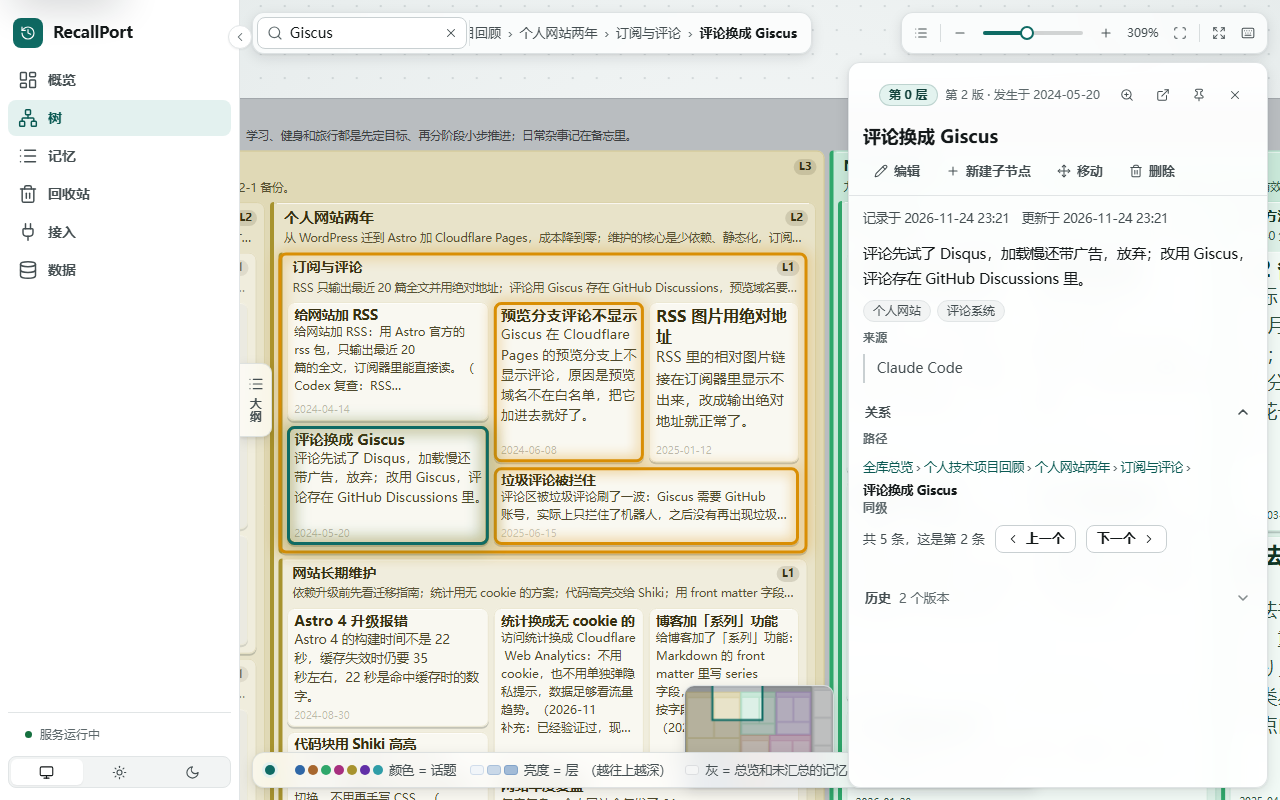 RecallPort
概览
树
记忆
回收站
接入
数据
服务运行中
Giscus
回顾 › 个人网站两年 › 订阅与评论 › 评论换成 Giscus
309%
学习、健身和旅行都是先定目标、再分阶段小步推进；日常杂事记在备忘里。
L3
2-1 备份。
L2
个人网站两年
L2
从 WordPress 迁到 Astro 加 Cloudflare Pages，成本降到零；维护的核心是少依赖、静态化，订阅...
订阅与评论
L1
RSS 只输出最近 20 篇全文并用绝对地址；评论用 Giscus 存在 GitHub Discussions，预览域名要...
给网站加 RSS
网站加 RSS：用 Astro 官方的
rss 包，只输出最近 20
篇的全文，订阅器里能直接读。（
Codex 复查：RSS...
2024-04-14
预览分支评论不显示
Giscus 在 Cloudflare
Pages 的预览分支上不
显示评论，原因是预览
域名不在白名单，把它
加进去就好了。
2024-06-08
RSS 图片用绝对地
址
RSS 里的相对图片链
接在订阅器里显示不
出来，改成输出绝对
地址就正常了。
2025-01-12
评论换成 Giscus
评论先试了 Disqus，加载慢还
带广告，放弃；改用 Giscus，评
论存在 GitHub Discussions 里。
2024-05-20
垃圾评论被拦住
评论区被垃圾评论刷了一波：Giscus 需要 GitHub
账号，实际上只拦住了机器人，之后没有再出现垃圾...
2025-06-15
大纲
网站长期维护
L1
依赖升级前先看迁移指南；统计用无 cookie 的方案；代码高亮交给 Shiki；用 front matter 字段...
Astro 4 升级报错
Astro 4 的构建时间不是 22
秒，缓存失效时仍要 35
秒左右，22 秒是命中缓存时的数
字。
2024-08-30
统计换成无 cookie 的
访问统计换成 Cloudflare
Web Analytics：不用
cookie，也不用单独弹隐
私提示，数据足够看流量
趋势。（2026-11
补充：已经验证过，现...
博客加「系列」功能
给博客加了「系列」功能：
Markdown 的 front
matter 里写 series
字段，
按字
（202
代码块用 Shiki 高亮
切换，不用再手写 CSS。（
颜色 = 话题
亮度 = 层 （越往上越深）
灰 = 总览和未汇总的记忆
第 0 层
第 2 版 · 发生于 2024-05-20
评论换成 Giscus
编辑
新建子节点
移动
删除
记录于 2026-11-24 23:21 更新于 2026-11-24 23:21
评论先试了 Disqus，加载慢还带广告，放弃；改用 Giscus，
评论存在 GitHub Discussions 里。
个人网站
评论系统
来源
Claude Code
关系
路径
全库总览 › 个人技术项目回顾 › 个人网站两年 › 订阅与评论 ›
评论换成 Giscus
同级
共 5 条，这是第 2 条
‹ 上一个
下一个 ›
历史 2 个版本